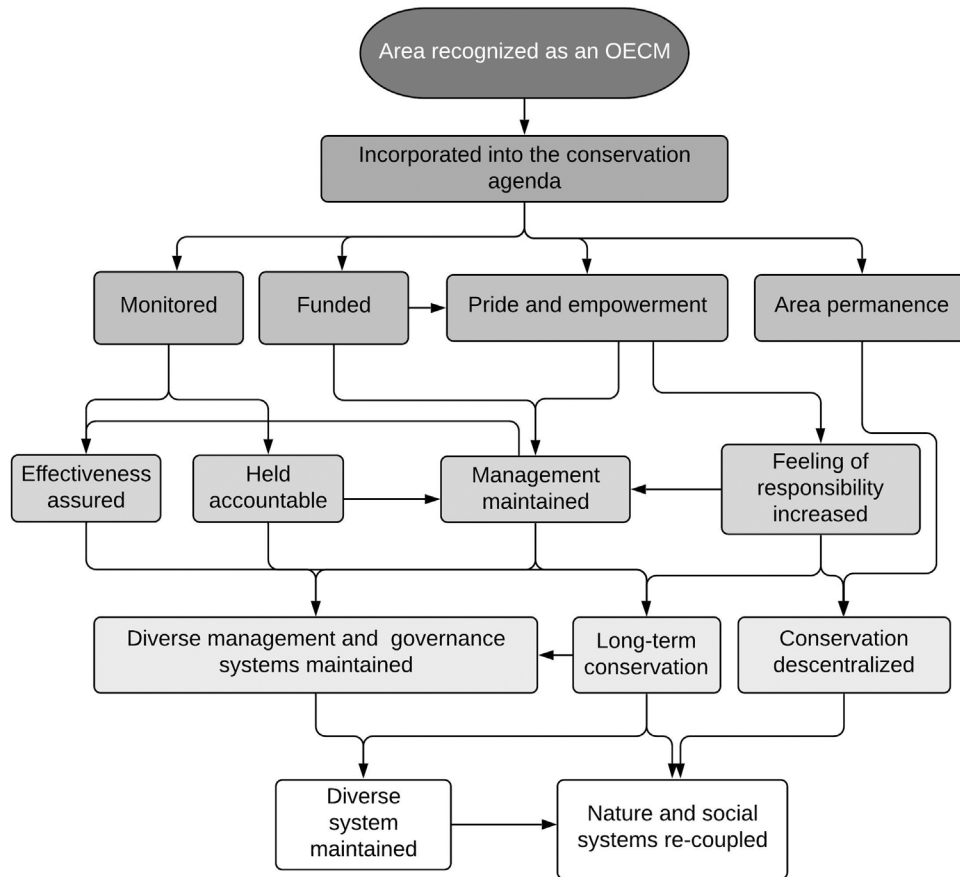 Area recognized as an OECM
Incorporated into the conservation
agenda
Monitored
Funded
Pride and empowerment
Area permanence
Effectiveness
assured
Held
accountable
Management
maintained
Feeling of
responsibility
increased
Diverse management and  governance
systems maintained
Long-term
conservation
Conservation
descentralized
Diverse
system
maintained
Nature and social
systems re-coupled